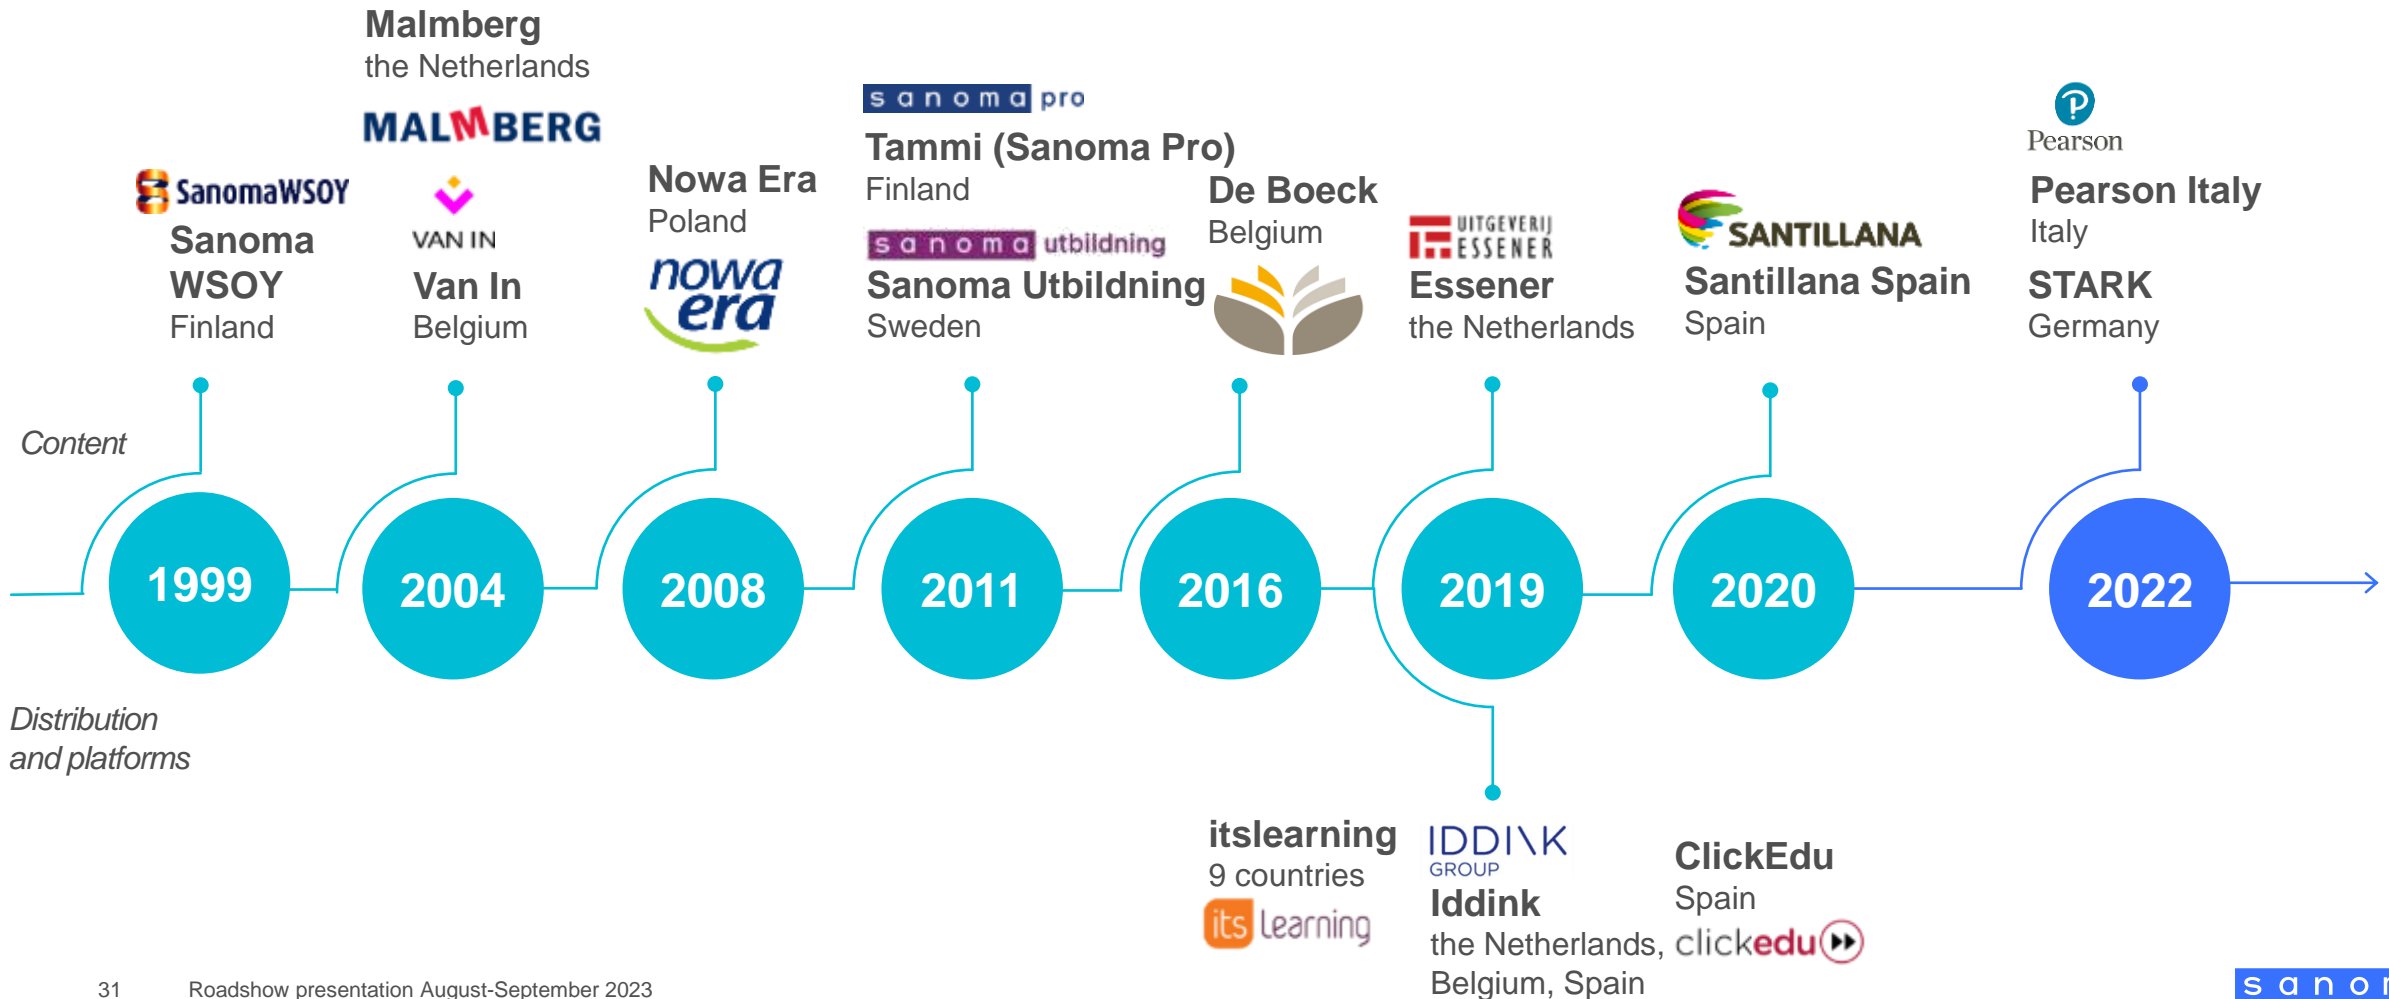 Malmberg
the Netherlands
MALMBERG
SanomaWSOY
Sanoma
WSOY
Finland
VAN IN
Van In
Belgium
Nowa Era
Poland
nowa
era
sanoma pro
Tammi (Sanoma Pro)
Finland
sanoma utbildning
Sanoma Utbildning
Sweden
De Boeck
Belgium
UITGEVERIJ
ESSENER
Essener
the Netherlands
SANTILLANA
Santillana Spain
Spain
Pearson
Pearson Italy
Italy
STARK
Germany
Content
1999
2004
2008
2011
2016
2019
2020
2022
Distribution
and platforms
itslearning
9 countries
its learning
IDDINK
GROUP
Iddink
the Netherlands,
Belgium, Spain
ClickEdu
Spain
clickedu
31
Roadshow presentation August-September 2023
sano